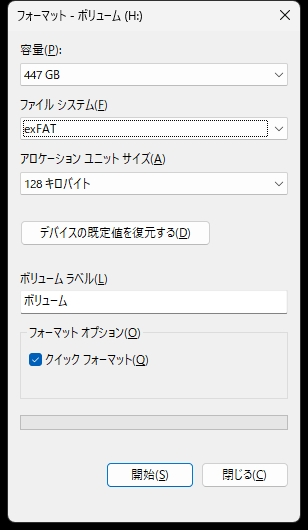 フォーマット - ボリューム (H:)
容量(P):
447 GB
ファイル システム(F)
exFAT
アロケーション ユニット サイズ(A)
128 キロバイト
デバイスの既定値を復元する(D)
ボリューム ラベル(L)
ボリューム
フォーマット オプション(O)
クイック フォーマット(Q)
開始(S)
閉じる(C)